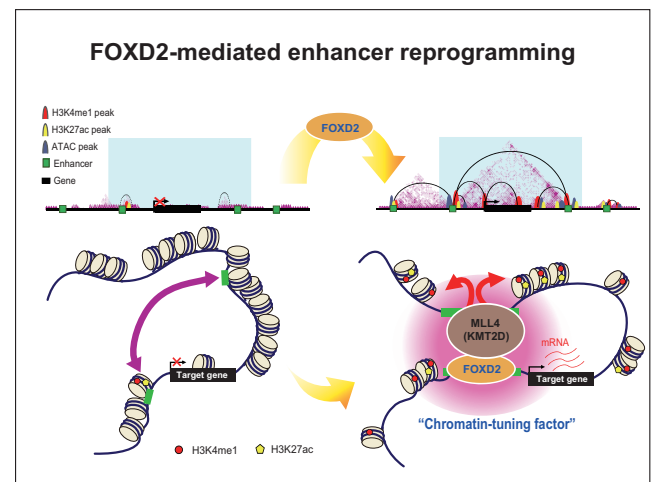 FOXD2-mediated enhancer reprogramming
H3K4me1 peak
H3K27ac peak
ATAC peak
Enhancer
Gene
FOXD2
Target gene
H3K4me1
H3K27ac
MLL4
(KMT2D)
FOXD2
mRNA
Target gene
“Chromatin-tuning factor”